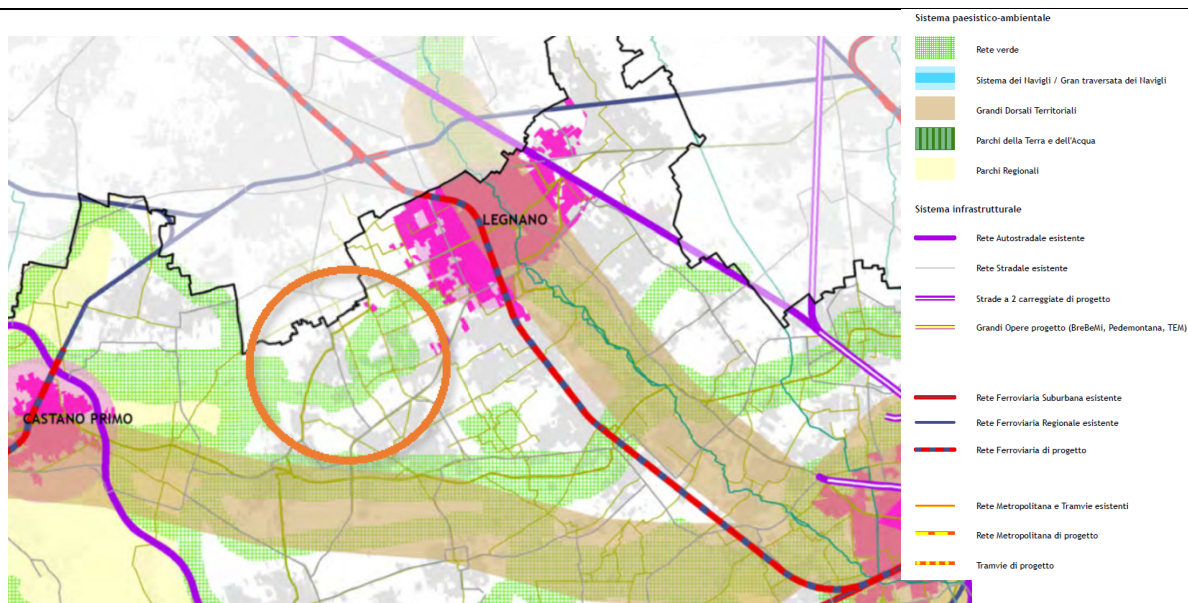 Sistema paesistico-ambientale
Rete verde
Sistema dei Navigli / Gran traversata dei Navigli
Grandi Dorsali Territoriali
Parchi della Terra e dell'Acqua
Parchi Regionali
Sistema infrastrutturale
Rete Autostradale esistente
Rete Stradale esistente
Strade a 2 carreggiate di progetto
Grandi Opere progetto (BreBeMi, Pedemontana, TEM)
Rete Ferroviaria Suburbana esistente
Rete Ferroviaria Regionale esistente
Rete Ferroviaria di progetto
Rete Metropolitana e Tramvie esistenti
Rete Metropolitana di progetto
Tramvie di progetto
LEGNANO
CASTANO PRIMO